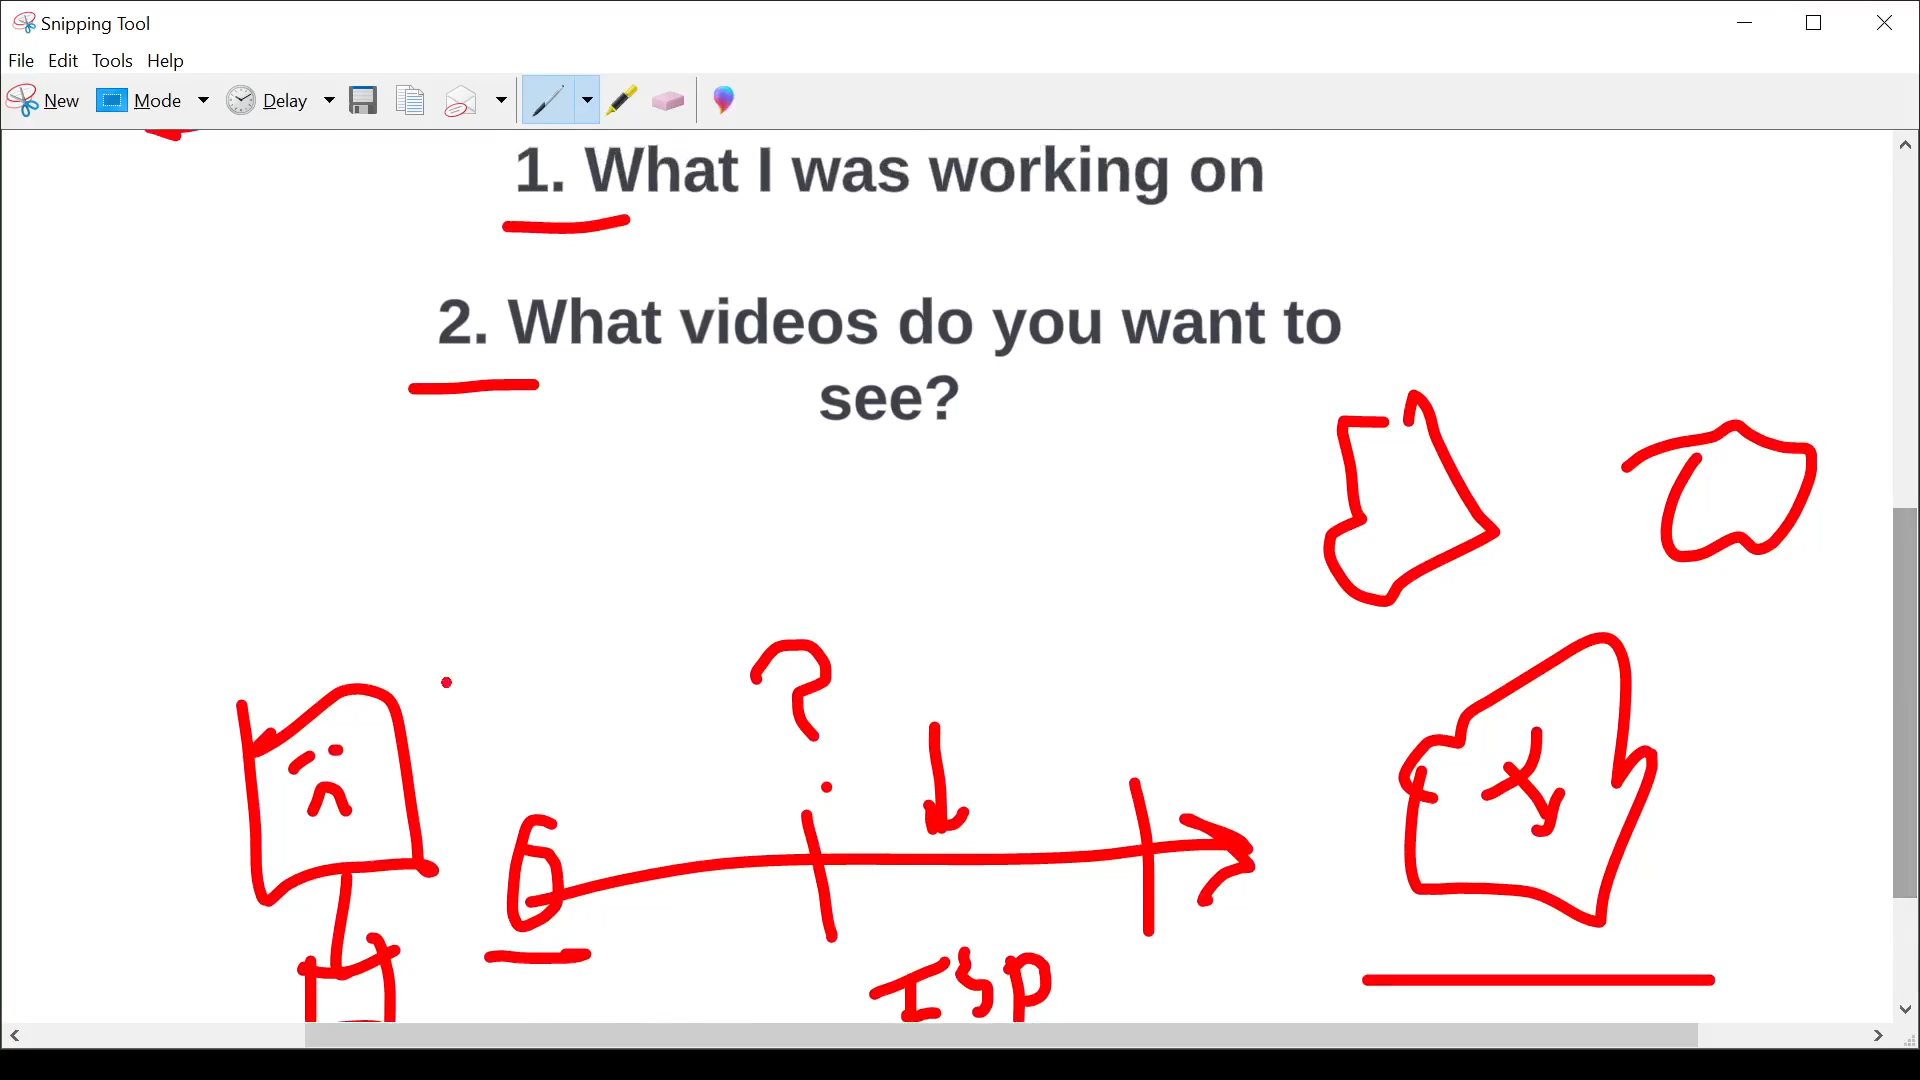 Snipping Tool
File Edit Tools Help
New Mode Delay
1. What I was working on
2. What videos do you want to
see?
?
ISP